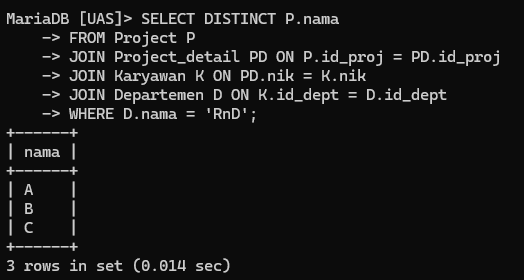 MariaDB [UAS]> SELECT DISTINCT P.nama
    -> FROM Project P
    -> JOIN Project_detail PD ON P.id_proj = PD.id_proj
    -> JOIN Karyawan K ON PD.nik = K.nik
    -> JOIN Departemen D ON K.id_dept = D.id_dept
    -> WHERE D.nama = 'RnD';
+------+
| nama |
+------+
| A    |
| B    |
| C    |
+------+
3 rows in set (0.014 sec)